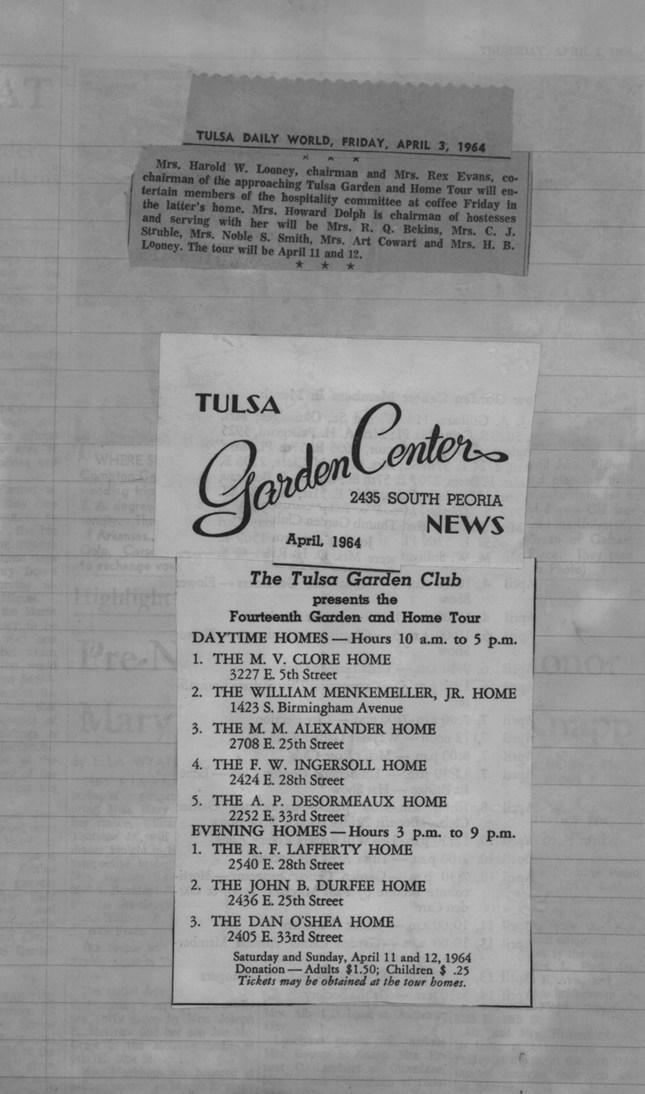 TULSA DAILY WORLD, FRIDAY, APRIL 3, 1964
Mrs. Harold W. Looney, chairman and Mrs. Rex Evans, co-
chairman of the approaching Tulsa Garden and Home Tour will en-
tertain members of the hospitality committee at coffee Friday in
the latter's home. Mrs. Howard Dolph is chairman of hostesses
and serving with her will be Mrs. R. Q. Bekins, Mrs. C. J.
Struble, Mrs. Noble S. Smith, Mrs. Art Cowart and Mrs. H. B.
Looney. The tour will be April 11 and 12.
TULSA
Garden Center
2435 SOUTH PEORIA
NEWS
April, 1964
The Tulsa Garden Club
presents the
Fourteenth Garden and Home Tour
DAYTIME HOMES — Hours 10 a.m. to 5 p.m.
1. THE M. V. CLORE HOME
3227 E. 5th Street
2. THE WILLIAM MENKEMELLER, JR. HOME
1423 S. Birmingham Avenue
3. THE M. M. ALEXANDER HOME
2708 E. 25th Street
4. THE F. W. INGERSOLL HOME
2424 E. 28th Street
5. THE A. P. DESORMEAUX HOME
2252 E. 33rd Street
EVENING HOMES — Hours 3 p.m. to 9 p.m.
1. THE R. F. LAFFERTY HOME
2540 E. 28th Street
2. THE JOHN B. DURFEE HOME
2436 E. 25th Street
3. THE DAN O'SHEA HOME
2405 E. 33rd Street
Saturday and Sunday, April 11 and 12, 1964
Donation — Adults $1.50; Children $ .25
Tickets may be obtained at the tour homes.